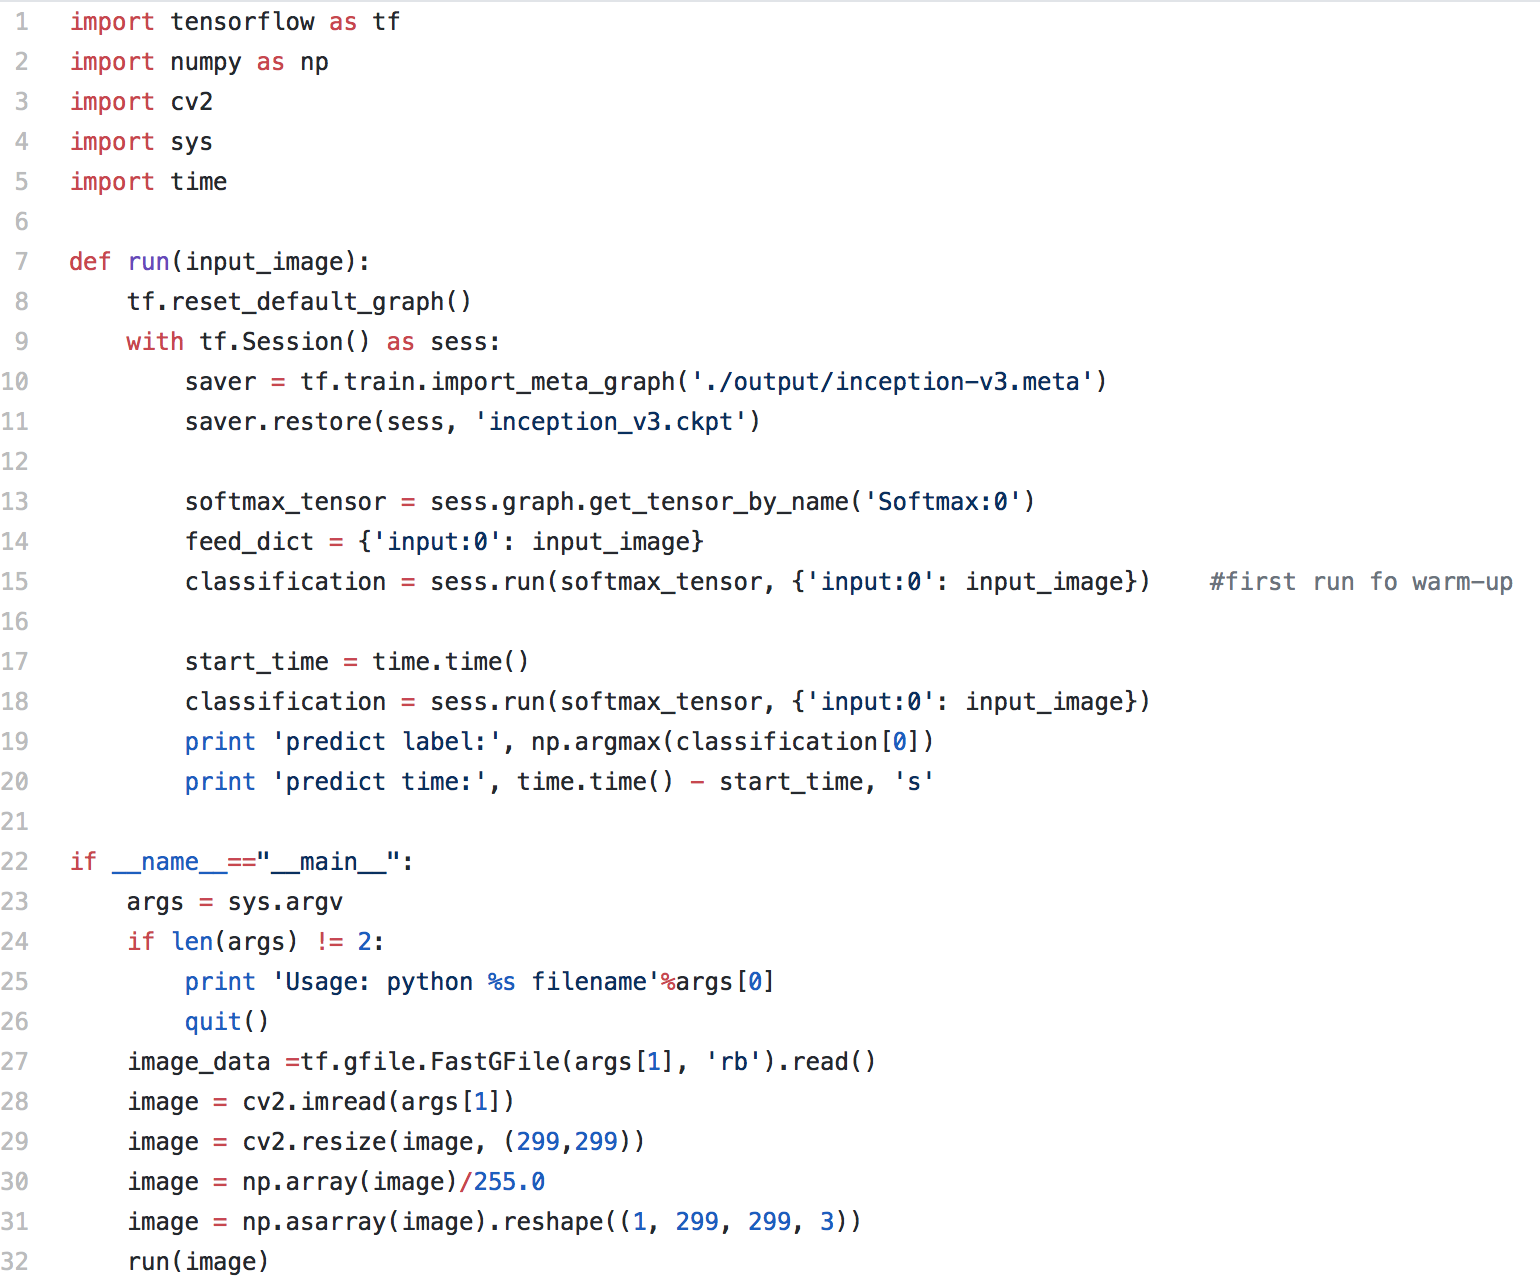 1 import tensorflow as tf
2 import numpy as np
3 import cv2
4 import sys
5 import time
6
7 def run(input_image):
8     tf.reset_default_graph()
9     with tf.Session() as sess:
10         saver = tf.train.import_meta_graph('./output/inception-v3.meta')
11         saver.restore(sess, 'inception_v3.ckpt')
12
13         softmax_tensor = sess.graph.get_tensor_by_name('Softmax:0')
14         feed_dict = {'input:0': input_image}
15         classification = sess.run(softmax_tensor, {'input:0': input_image})    #first run fo warm-up
16
17         start_time = time.time()
18         classification = sess.run(softmax_tensor, {'input:0': input_image})
19         print 'predict label:', np.argmax(classification[0])
20         print 'predict time:', time.time() - start_time, 's'
21
22 if __name__=="__main__":
23     args = sys.argv
24     if len(args) != 2:
25         print 'Usage: python %s filename'%args[0]
26         quit()
27     image_data =tf.gfile.FastGFile(args[1], 'rb').read()
28     image = cv2.imread(args[1])
29     image = cv2.resize(image, (299,299))
30     image = np.array(image)/255.0
31     image = np.asarray(image).reshape((1, 299, 299, 3))
32     run(image)